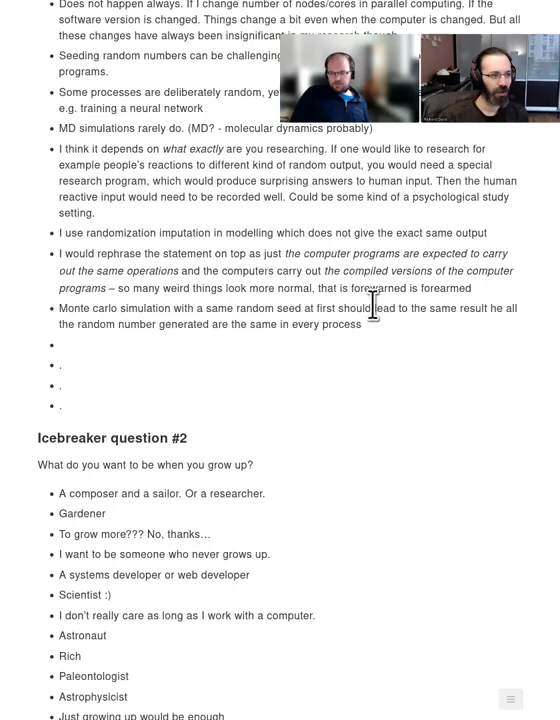 Does not happen always. If I change number of nodes/cores in parallel computing. If the
software version is changed. Things change a bit even when the computer is changed. But all
these changes have always been insignificant in my research though.
Seeding random numbers can be challenging
programs.
Some processes are deliberately random, ye
e.g. training a neural network
MD simulations rarely do. (MD? - molecular dynamics probably)
I think it depends on what exactly are you researching. If one would like to research for
example people's reactions to different kind of random output, you would need a special
research program, which would produce surprising answers to human input. Then the human
reactive input would need to be recorded well. Could be some kind of a psychological study
setting.
I use randomization imputation in modelling which does not give the exact same output
I would rephrase the statement on top as just the computer programs are expected to carry
out the same operations and the computers carry out the compiled versions of the computer
programs – so many weird things look more normal, that is forewarned is forearmed
Monte carlo simulation with a same random seed at first should lead to the same result he all
the random number generated are the same in every process
.
.
.
Icebreaker question #2
What do you want to be when you grow up?
A composer and a sailor. Or a researcher.
Gardener
To grow more??? No, thanks…
I want to be someone who never grows up.
A systems developer or web developer
Scientist :)
I don't really care as long as I work with a computer.
Astronaut
Rich
Paleontologist
Astrophysicist
Just growing up would be enough